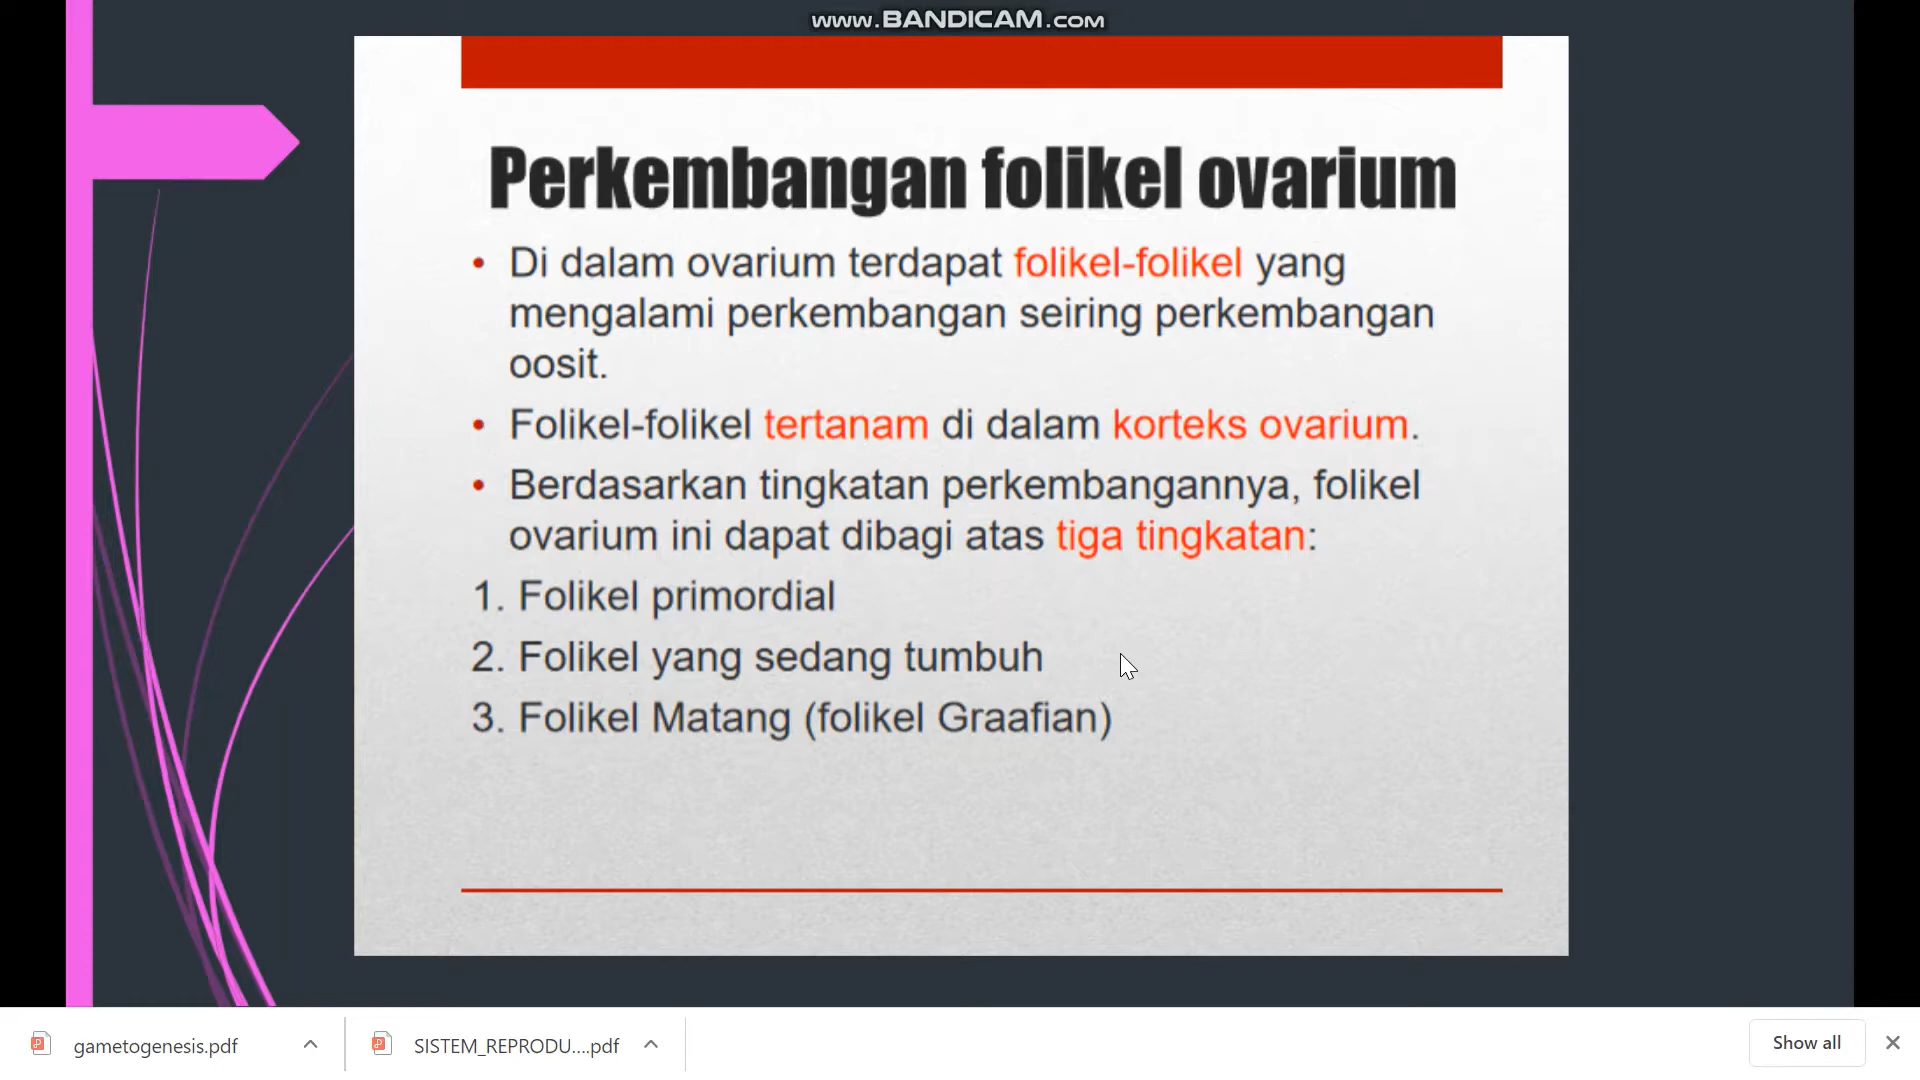 www.BANDICAM.com
Perkembangan folikel ovarium
• Di dalam ovarium terdapat folikel-folikel yang
mengalami perkembangan seiring perkembangan
oosit.
• Folikel-folikel tertanam di dalam korteks ovarium.
• Berdasarkan tingkatan perkembangannya, folikel
ovarium ini dapat dibagi atas tiga tingkatan:
1. Folikel primordial
2. Folikel yang sedang tumbuh
3. Folikel Matang (folikel Graafian)
gametogenesis.pdf
SISTEM_REPRODU....pdf
Show all